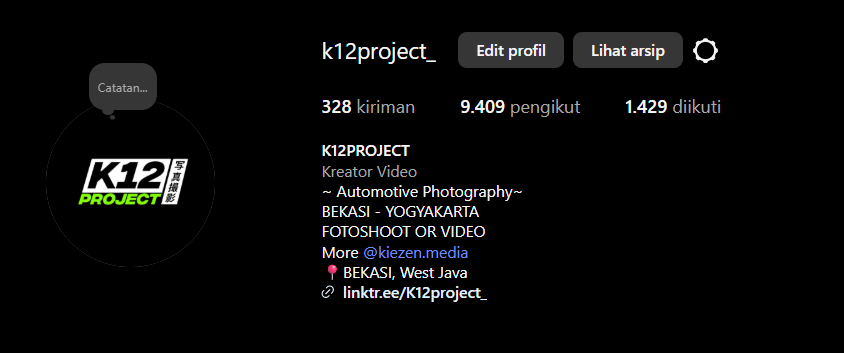 k12project_ Edit profil Lihat arsip
Catatan...
328 kiriman 9.409 pengikut 1.429 diikuti
K12PROJECT
Kreator Video
~ Automotive Photography~
BEKASI - YOGYAKARTA
FOTOSHOOT OR VIDEO
More @kiezen.media
📍BEKASI, West Java
linktr.ee/K12project_
K12
PROJECT
写真撮影